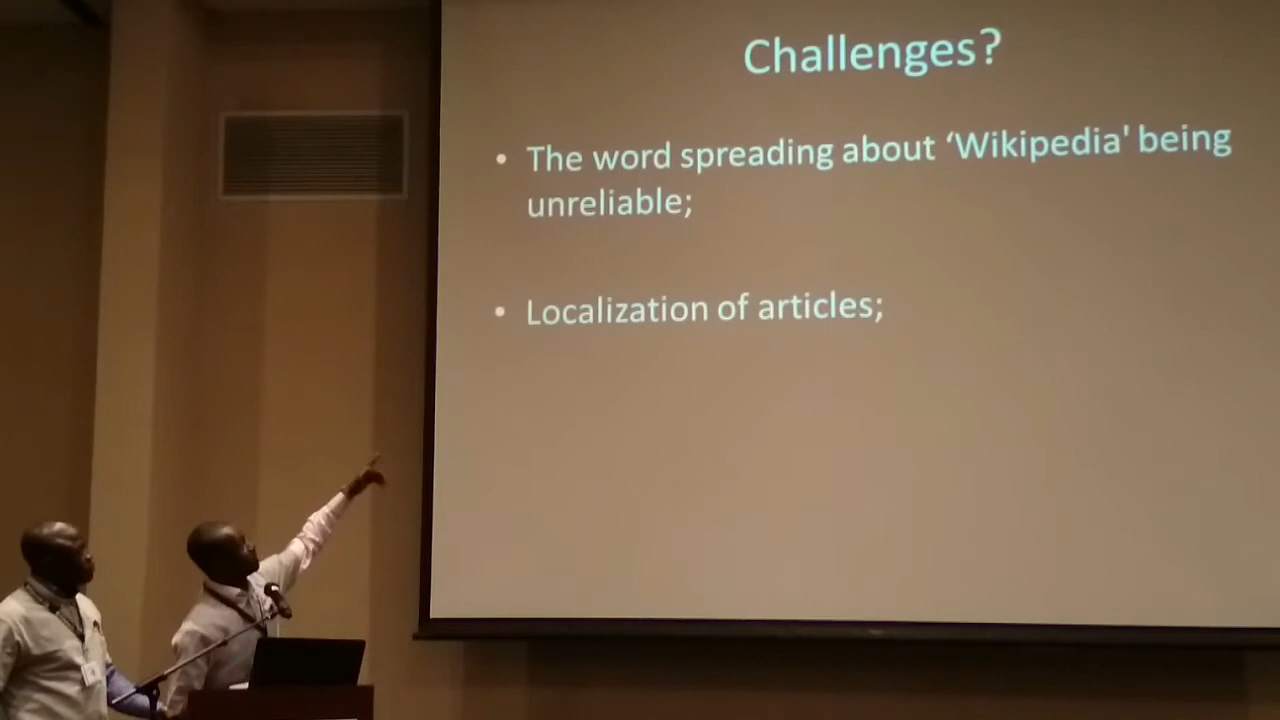 Challenges?
• The word spreading about ‘Wikipedia' being
unreliable;
• Localization of articles;